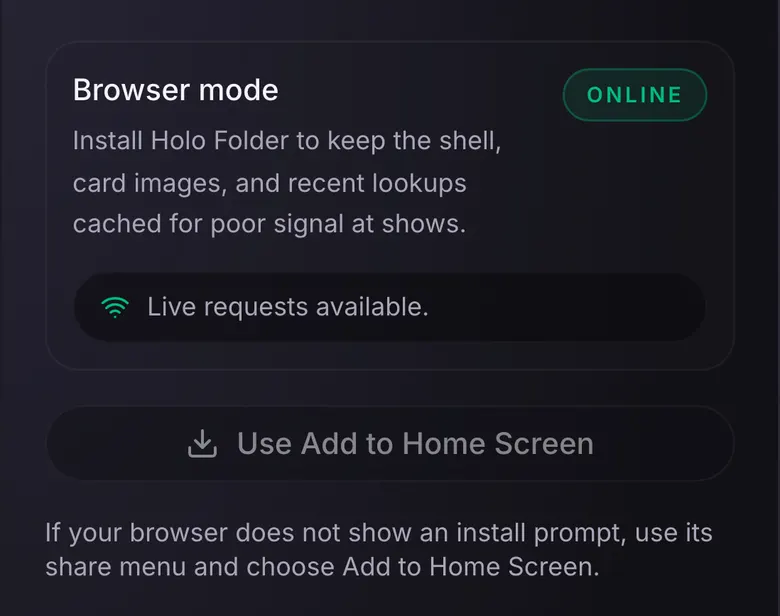 Browser mode
ONLINE
Install Holo Folder to keep the shell,
card images, and recent lookups
cached for poor signal at shows.
Live requests available.
Use Add to Home Screen
If your browser does not show an install prompt, use its
share menu and choose Add to Home Screen.